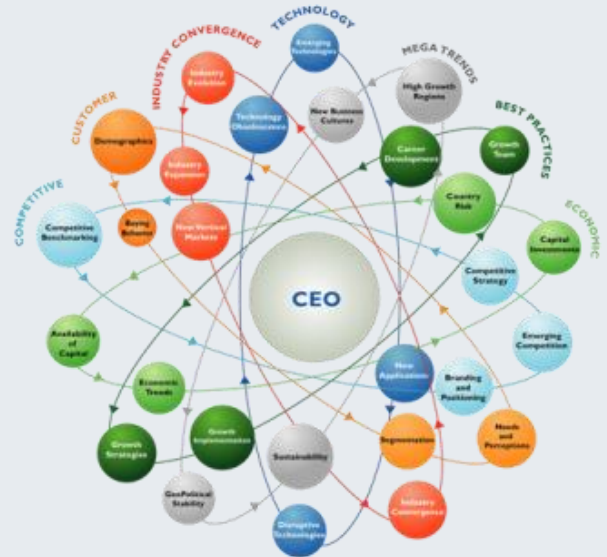 TECHNOLOGY
INDUSTRY CONVERGENCE
MEGA TRENDS
CUSTOMER
BEST PRACTICES
COMPETITIVE
ECONOMIC
Emerging
Technologies
Industry
Evolution
High Growth
Regions
New Business
Cultures
Technology
Obsolescence
Demographics
Career
Development
Growth
Team
Industry
Expansion
Country
Risk
Buying
Behavior
New Vertical
Markets
Competitive
Benchmarking
Capital
Investments
Competitive
Strategy
CEO
Availability
of
Capital
Emerging
Competition
New
Applications
Economic
Trends
Branding
and
Positioning
Growth
Strategies
Growth
Implementation
Segmentation
Needs
and
Perceptions
Sustainability
GeoPolitical
Stability
Industry
Convergence
Disruptive
Technologies